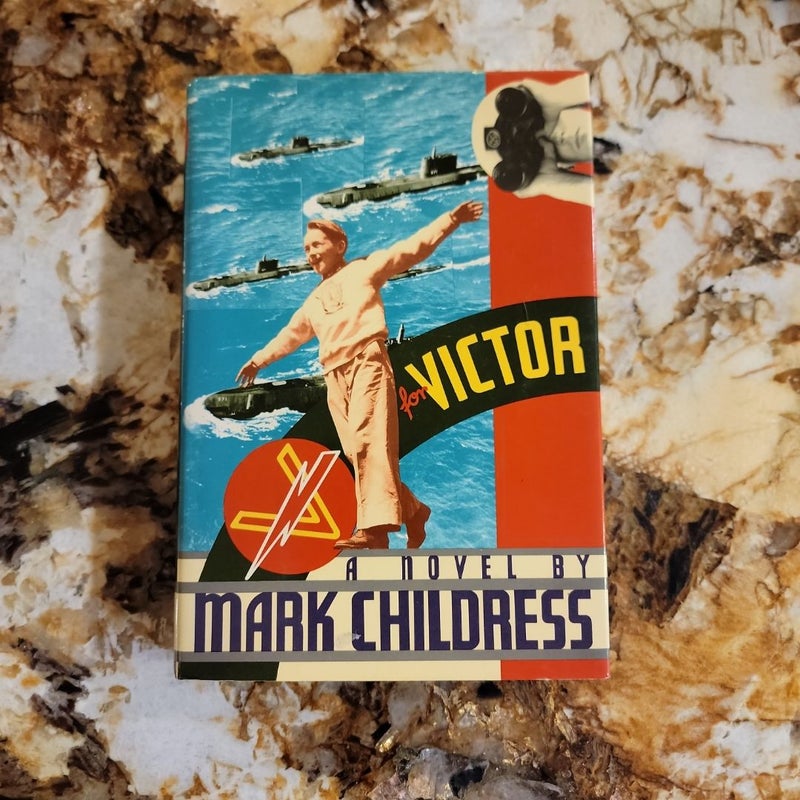 V
for VICTOR
A NOVEL BY
MARK CHILDRESS